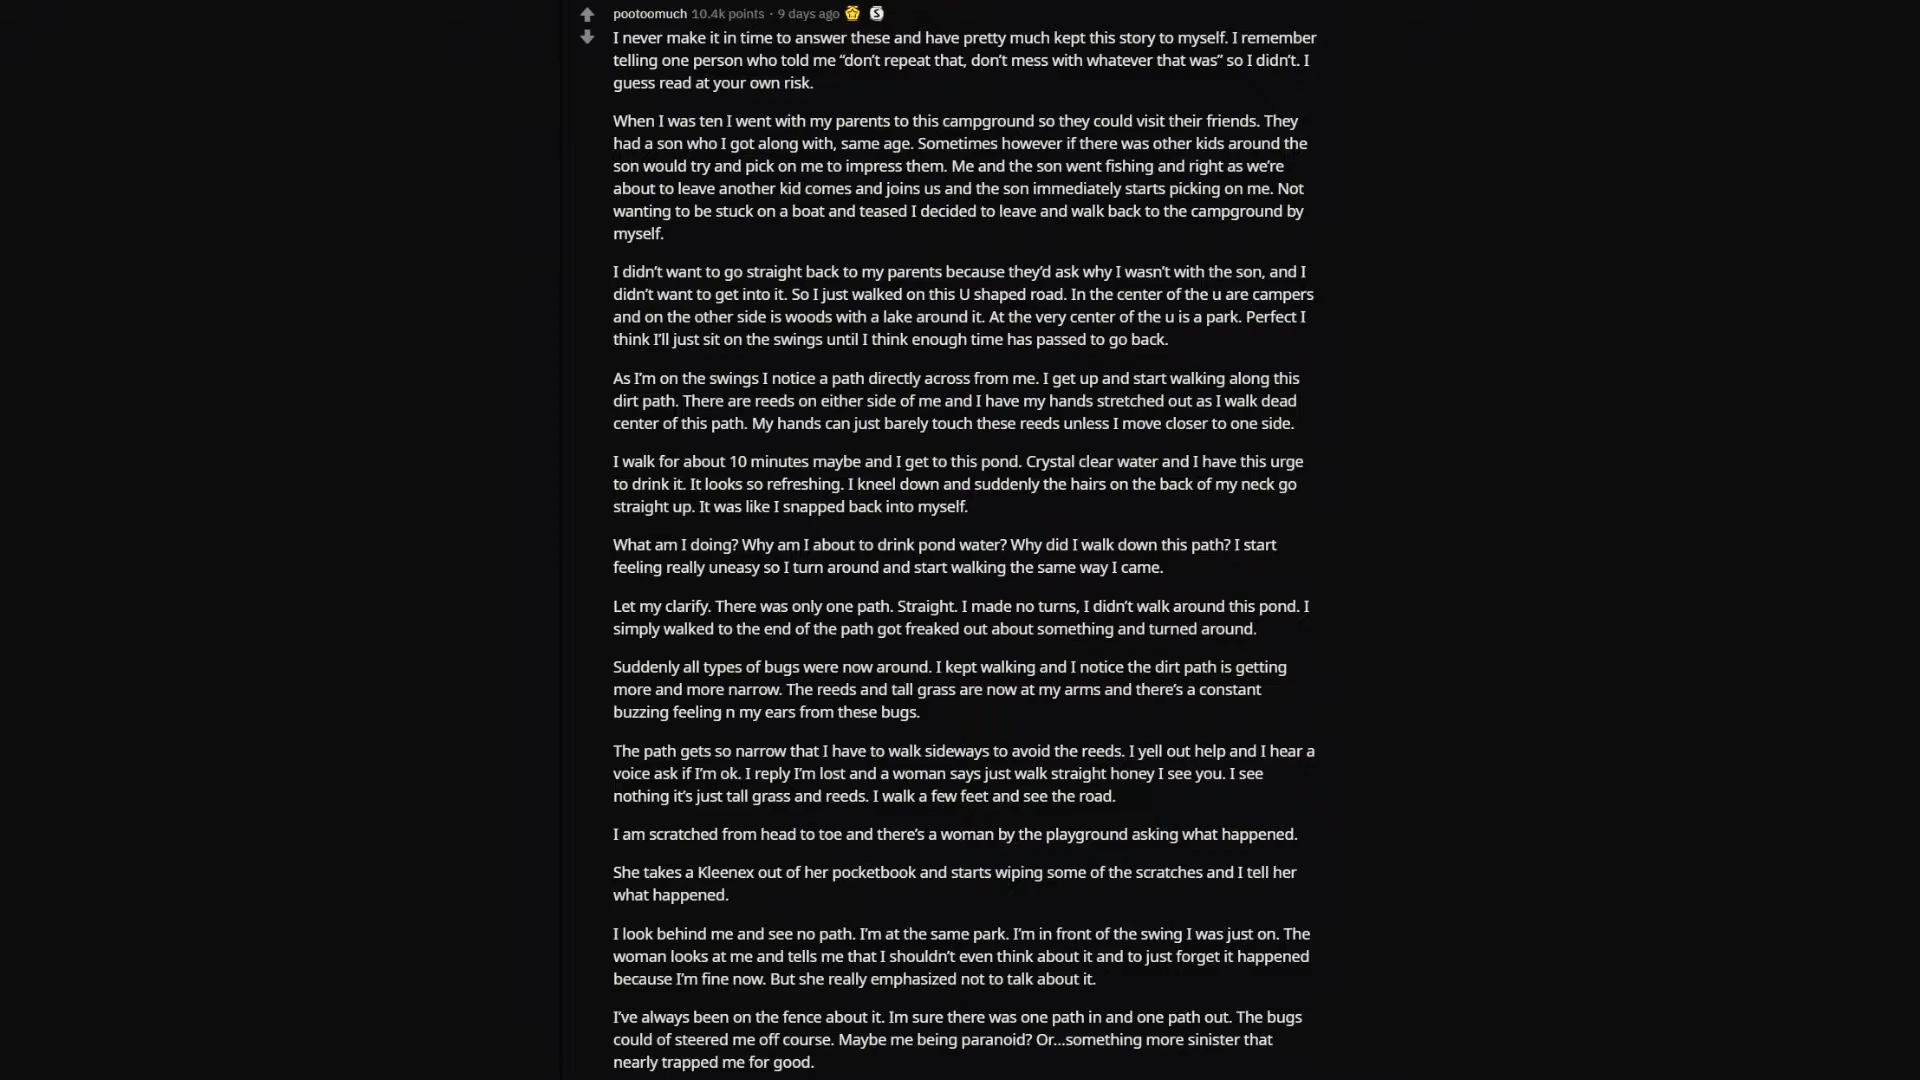 pootoomuch 10.4k points · 9 days ago
I never make it in time to answer these and have pretty much kept this story to myself. I remember
telling one person who told me “don’t repeat that, don’t mess with whatever that was” so I didn’t. I
guess read at your own risk.
When I was ten I went with my parents to this campground so they could visit their friends. They
had a son who I got along with, same age. Sometimes however if there was other kids around the
son would try and pick on me to impress them. Me and the son went fishing and right as we’re
about to leave another kid comes and joins us and the son immediately starts picking on me. Not
wanting to be stuck on a boat and teased I decided to leave and walk back to the campground by
myself.
I didn’t want to go straight back to my parents because they’d ask why I wasn’t with the son, and I
didn’t want to get into it. So I just walked on this U shaped road. In the center of the u are campers
and on the other side is woods with a lake around it. At the very center of the u is a park. Perfect I
think I’ll just sit on the swings until I think enough time has passed to go back.
As I’m on the swings I notice a path directly across from me. I get up and start walking along this
dirt path. There are reeds on either side of me and I have my hands stretched out as I walk dead
center of this path. My hands can just barely touch these reeds unless I move closer to one side.
I walk for about 10 minutes maybe and I get to this pond. Crystal clear water and I have this urge
to drink it. It looks so refreshing. I kneel down and suddenly the hairs on the back of my neck go
straight up. It was like I snapped back into myself.
What am I doing? Why am I about to drink pond water? Why did I walk down this path? I start
feeling really uneasy so I turn around and start walking the same way I came.
Let my clarify. There was only one path. Straight. I made no turns, I didn’t walk around this pond. I
simply walked to the end of the path got freaked out about something and turned around.
Suddenly all types of bugs were now around. I kept walking and I notice the dirt path is getting
more and more narrow. The reeds and tall grass are now at my arms and there’s a constant
buzzing feeling n my ears from these bugs.
The path gets so narrow that I have to walk sideways to avoid the reeds. I yell out help and I hear a
voice ask if I’m ok. I reply I’m lost and a woman says just walk straight honey I see you. I see
nothing it’s just tall grass and reeds. I walk a few feet and see the road.
I am scratched from head to toe and there’s a woman by the playground asking what happened.
She takes a Kleenex out of her pocketbook and starts wiping some of the scratches and I tell her
what happened.
I look behind me and see no path. I’m at the same park. I’m in front of the swing I was just on. The
woman looks at me and tells me that I shouldn’t even think about it and to just forget it happened
because I’m fine now. But she really emphasized not to talk about it.
I’ve always been on the fence about it. Im sure there was one path in and one path out. The bugs
could of steered me off course. Maybe me being paranoid? Or...something more sinister that
nearly trapped me for good.